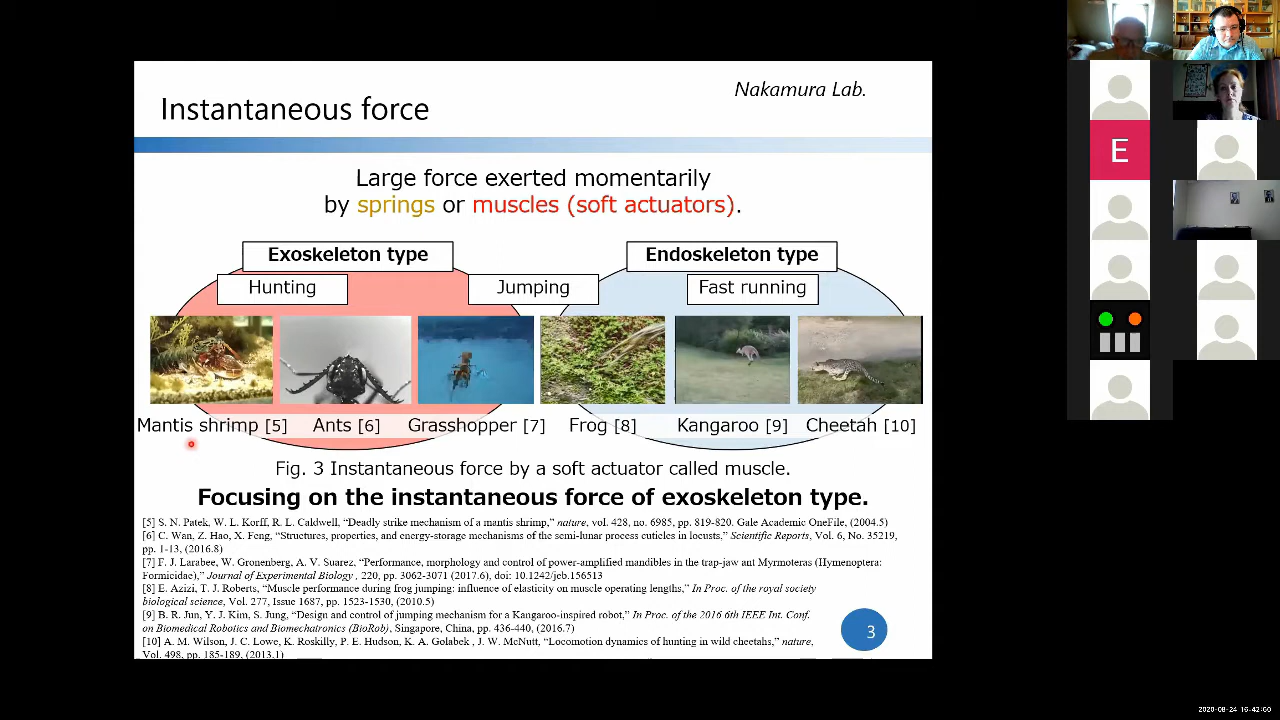 Nakamura Lab.
Instantaneous force
Large force exerted momentarily
by springs or muscles (soft actuators).
Exoskeleton type
Endoskeleton type
Hunting
Jumping
Fast running
Mantis shrimp [5]
Ants [6]
Grasshopper [7]
Frog [8]
Kangaroo [9]
Cheetah [10]
Fig. 3 Instantaneous force by a soft actuator called muscle.
Focusing on the instantaneous force of exoskeleton type.
[5] S. N. Patek, W. L. Korff, R. L. Caldwell, “Deadly strike mechanism of a mantis shrimp,” nature, vol. 428, no. 6985, pp. 819-820. Gale Academic OneFile, (2004.5)
[6] C. Wan, Z. Hao, X. Feng, “Structures, properties, and energy-storage mechanisms of the semi-lunar process cuticles in locusts,” Scientific Reports, Vol. 6, No. 35219,
pp. 1-13, (2016.8)
[7] F. J. Larabee, W. Gronenberg, A. V. Suarez, “Performance, morphology and control of power-amplified mandibles in the trap-jaw ant Myrmoteras (Hymenoptera:
Formicidae),” Journal of Experimental Biology , 220, pp. 3062-3071 (2017.6), doi: 10.1242/jeb.156513
[8] E. Azizi, T. J. Roberts, “Muscle performance during frog jumping: influence of elasticity on muscle operating lengths,” In Proc. of the royal society
biological science, Vol. 277, Issue 1687, pp. 1523-1530, (2010.5)
[9] B. R. Jun, Y. J. Kim, S. Jung, “Design and control of jumping mechanism for a Kangaroo-inspired robot,” In Proc. of the 2016 6th IEEE Int. Conf.
on Biomedical Robotics and Biomechatronics (BioRob), Singapore, China, pp. 436-440, (2016.7)
[10] A. M. Wilson, J. C. Lowe, K. Roskilly, P. E. Hudson, K. A. Golabek , J. W. McNutt, “Locomotion dynamics of hunting in wild cheetahs,” nature,
Vol. 498, pp. 185-189, (2013.1)
3
E
2020-08-24 16:42:60